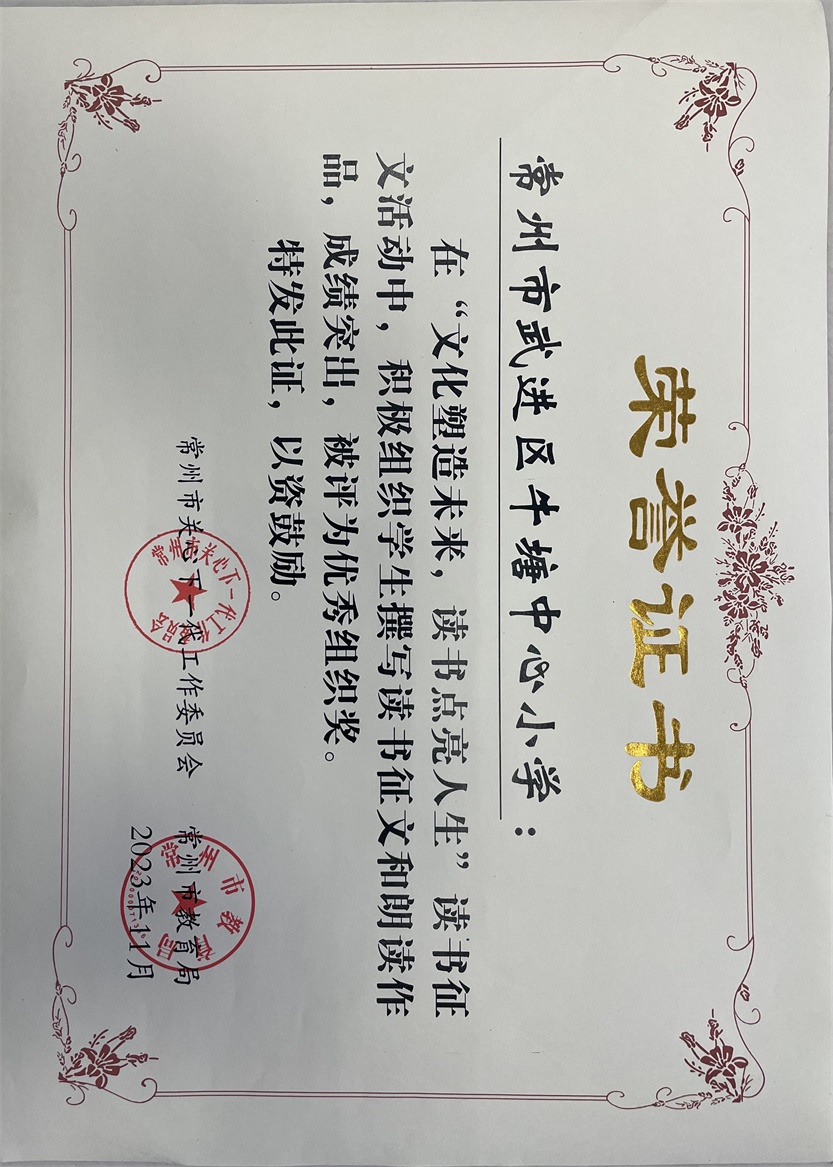 荣誉证书
常州市武进区牛塘中心小学：
在“文化塑造未来，读书点亮人生”读书征
文活动中，积极组织学生撰写读书征文和朗读作
品，成绩突出，被评为优秀组织奖。
特发此证，以资鼓励。
常州市关心下一代工作委员会 常州市教育局
2023年11月